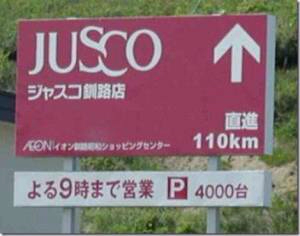 JUSCO
ジャスコ釧路店
直進
110km
ÆON イオン釧路昭和ショッピングセンター
よる9時まで営業 P 4000台